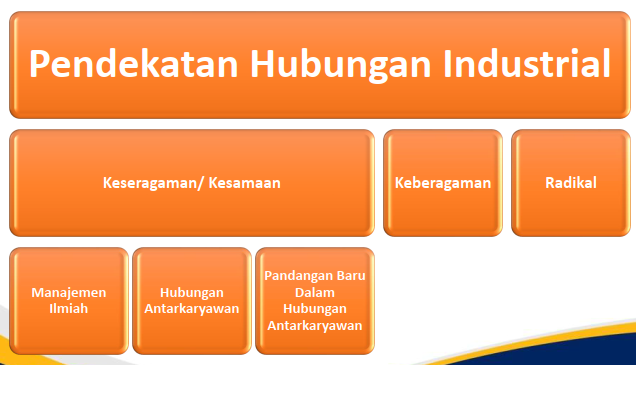 Pendekatan Hubungan Industrial
Keseragaman/ Kesamaan
Keberagaman
Radikal
Manajemen
Ilmiah
Hubungan
Antarkaryawan
Pandangan Baru
Dalam
Hubungan
Antarkaryawan